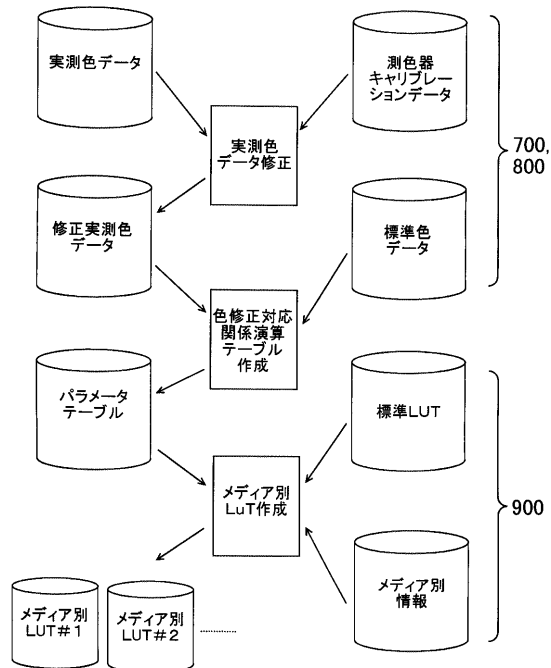 実測色データ
測色器
キャリブレー
ションデータ
実測色
データ修正
700,
800
修正実測色
データ
標準色
データ
色修正対応
関係演算
テーブル
作成
パラメータ
テーブル
標準LUT
メディア別
LuT作成
900
メディア別
情報
メディア別
LUT#1
メディア別
LUT#2
…………